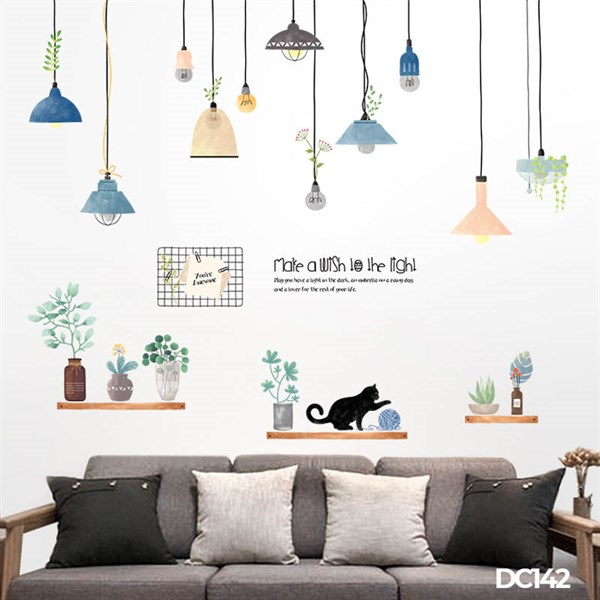 Make a wish to the light
May you have a light in the dark, an umbrella on a rainy day,
and a lover for the rest of your life.
DC142